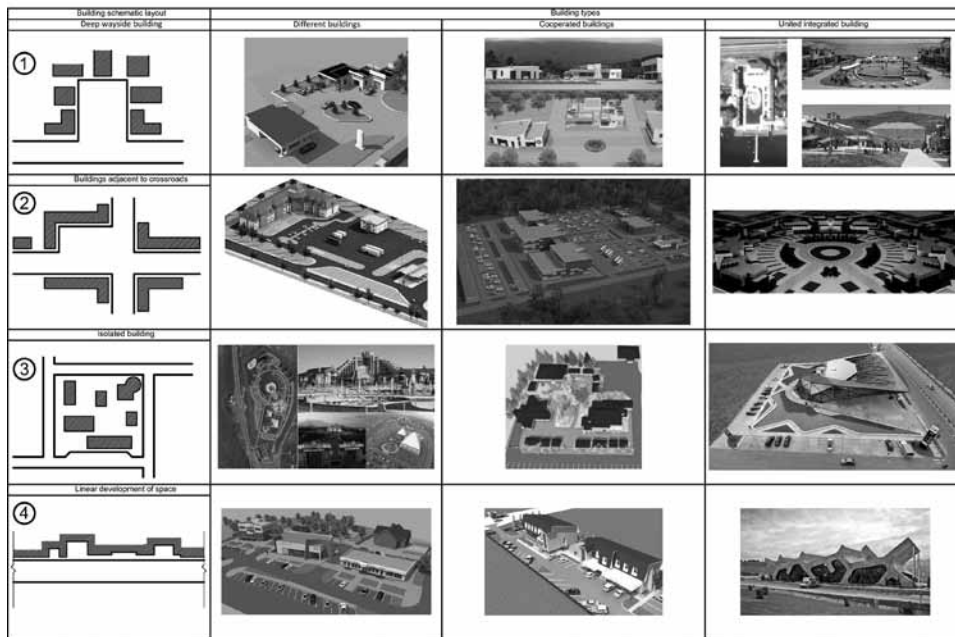 Building schematic layout
Building types
Deep wayside building
Different buildings
Cooperated buildings
United integrated building
1
Buildings adjacent to crossroads
2
Isolated building
3
Linear development of space
4